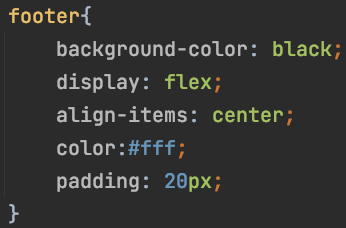 footer{
    background-color: black;
    display: flex;
    align-items: center;
    color:#fff;
    padding: 20px;
}